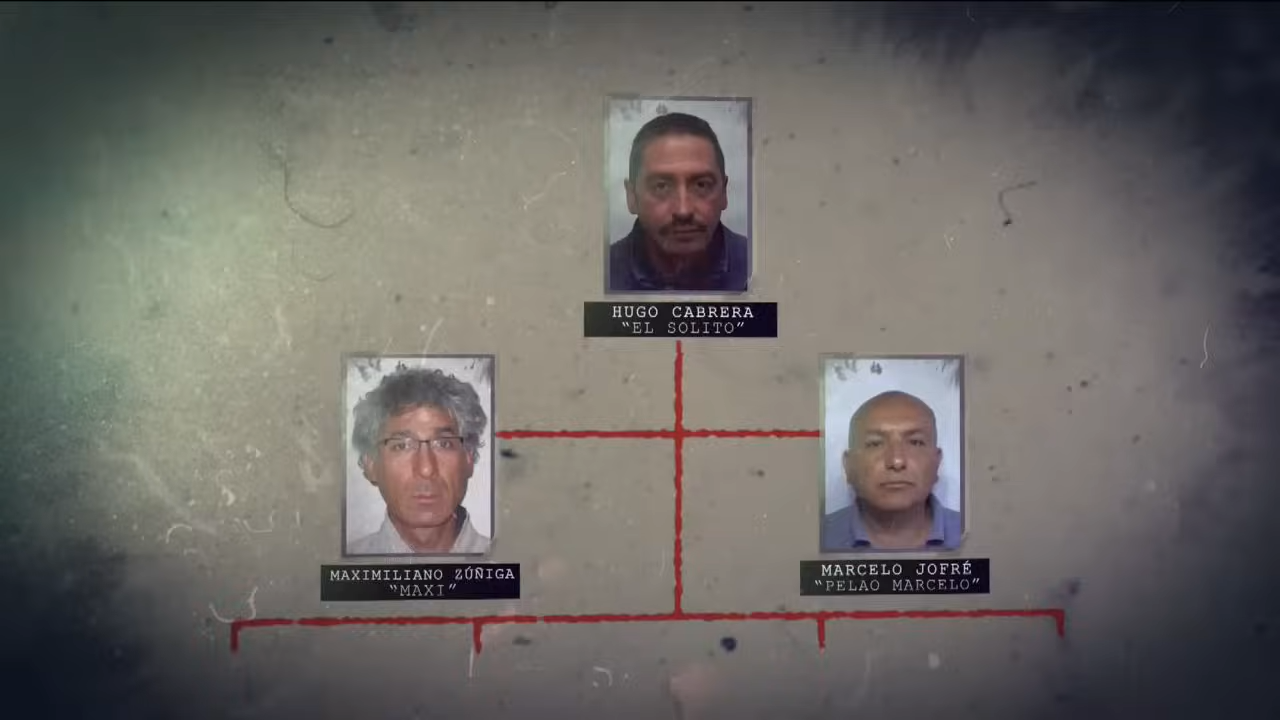 HUGO CABRERA
“EL SOLITO”
MAXIMILIANO ZÚÑIGA
“MAXI”
MARCELO JOFRÉ
“PELAO MARCELO”